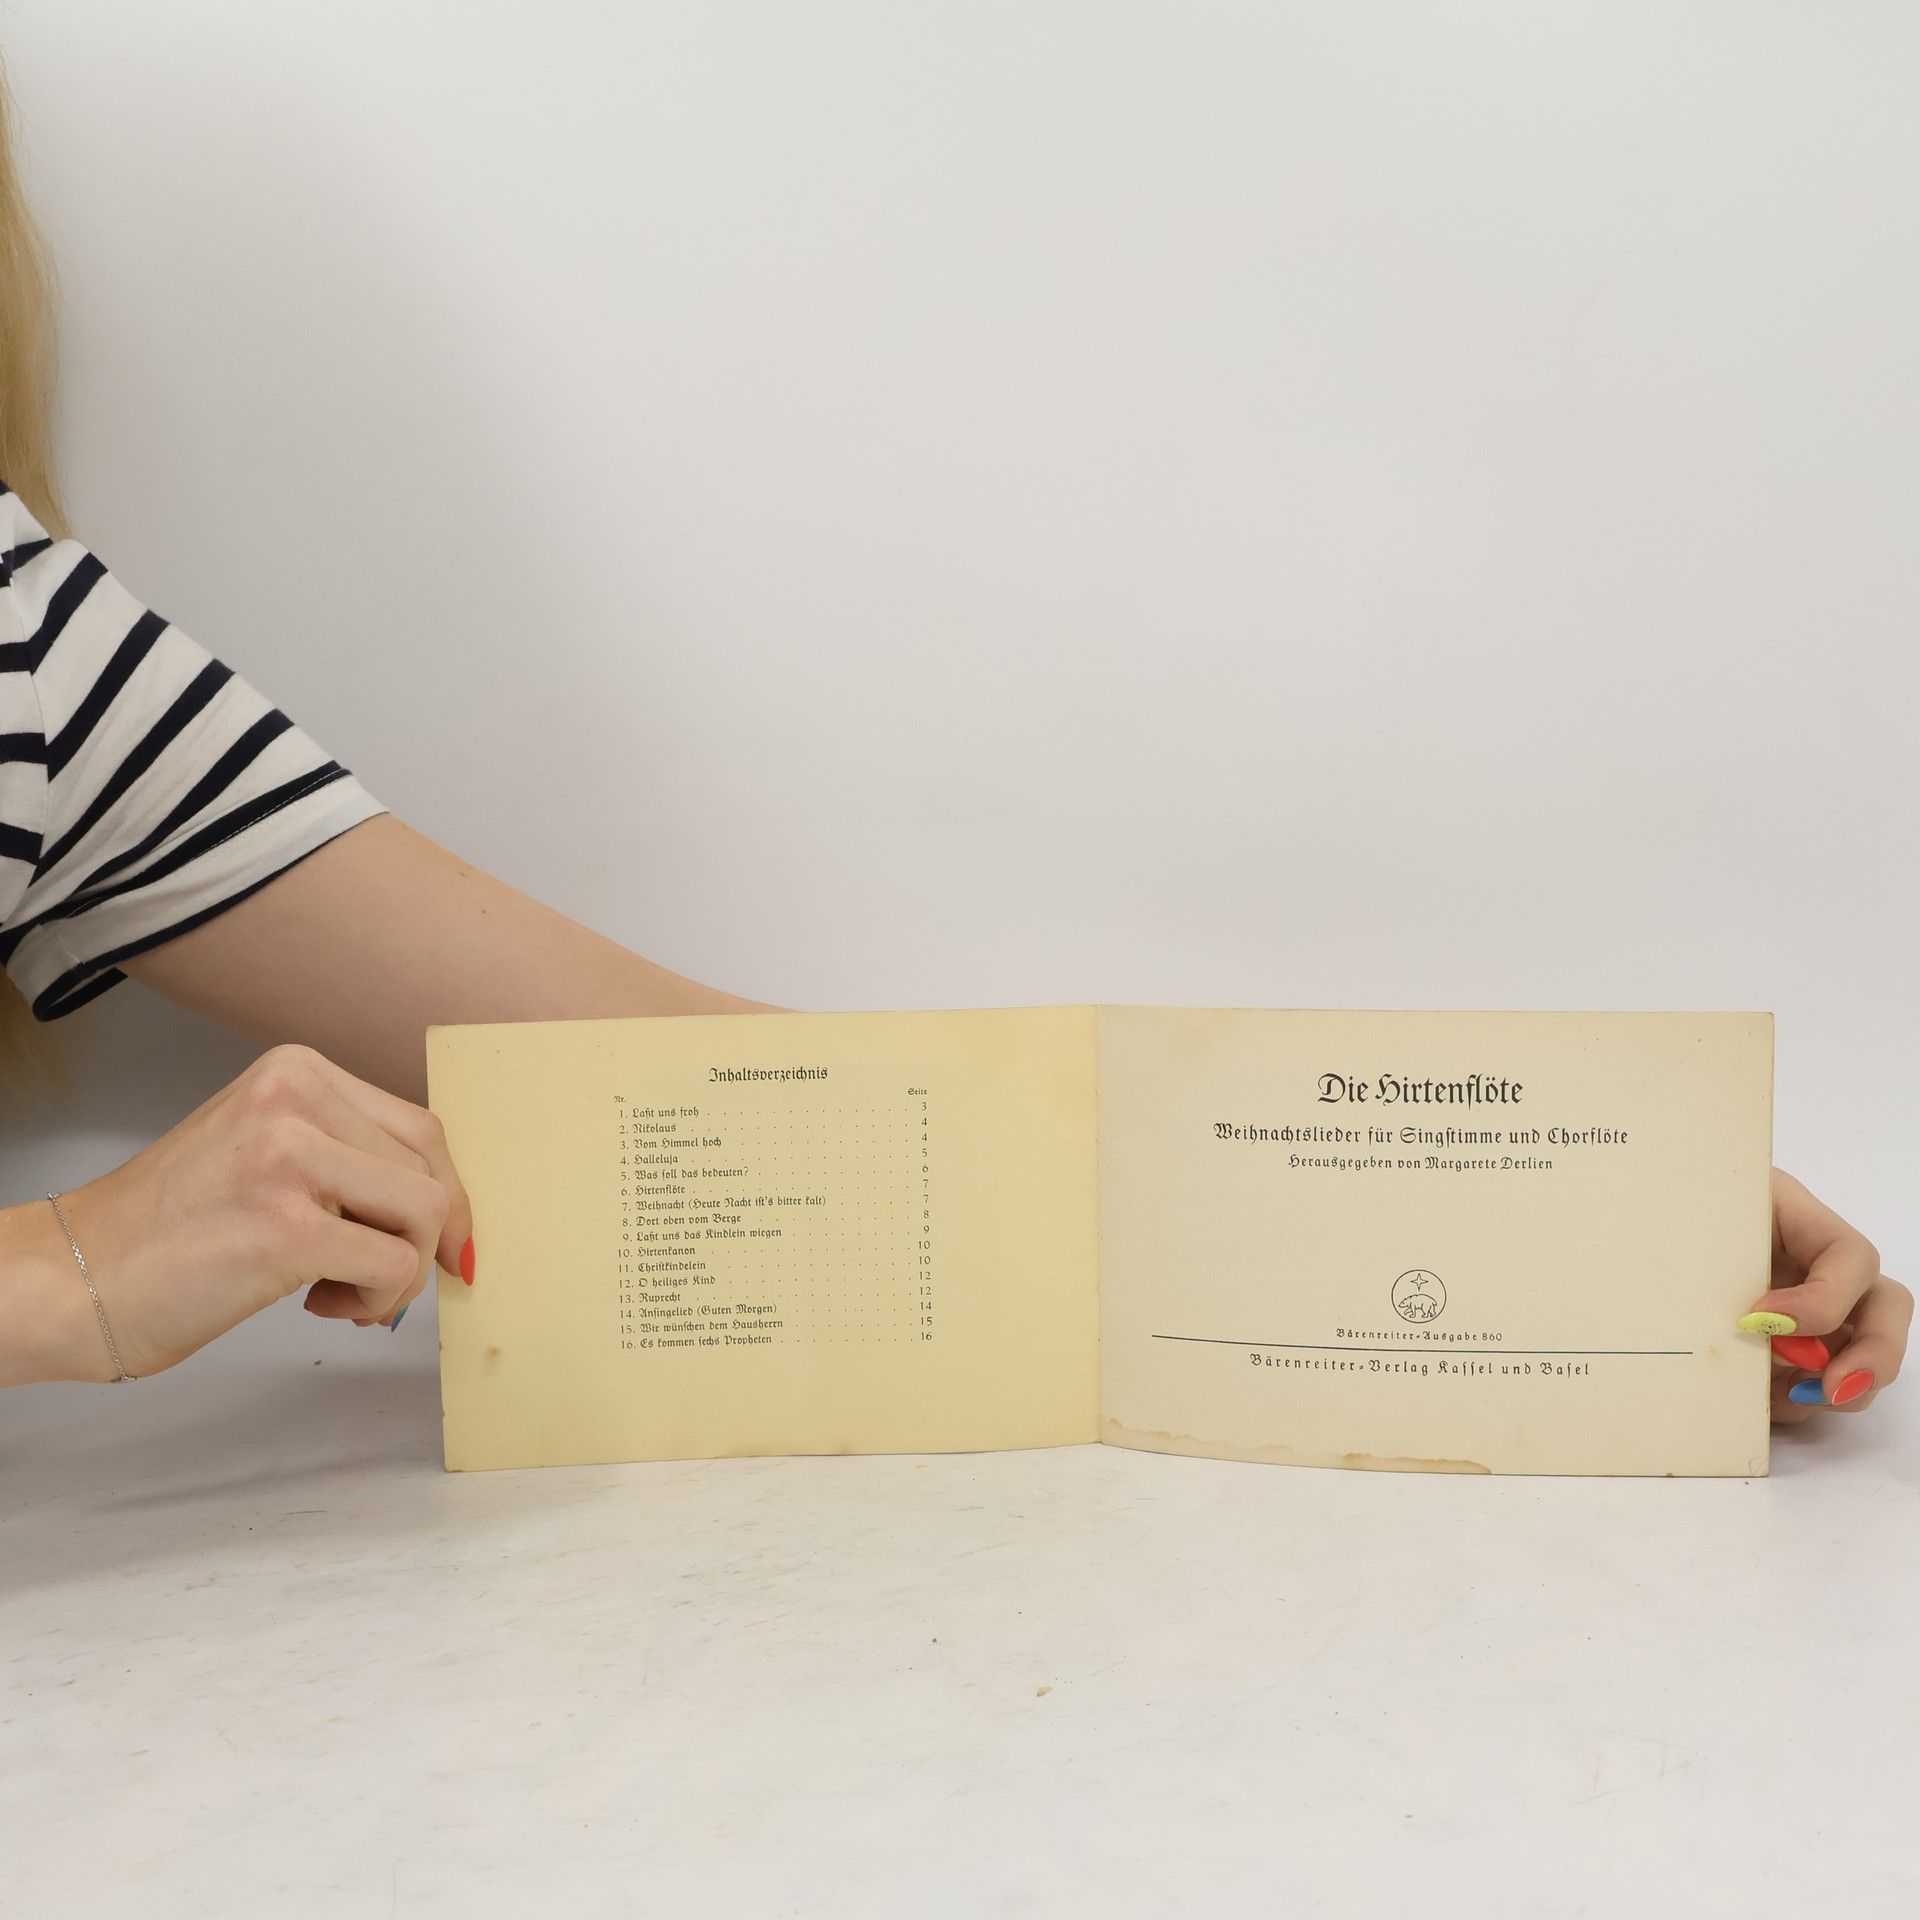 Inhaltsverzeichnis
Nr. Seite
1. Laßt uns froh . . . . . . . . . . . . . 3
2. Nikolaus . . . . . . . . . . . . . . 4
3. Vom Himmel hoch . . . . . . . . . . . 4
4. Halleluja . . . . . . . . . . . . . . 5
5. Was soll das bedeuten? . . . . . . . . . . 6
6. Hirtenflöte . . . . . . . . . . . . . . 7
7. Weihnacht (Heute Nacht ist's bitter kalt) . . . . . 7
8. Dort oben vom Berge . . . . . . . . . . 8
9. Laßt uns das Kindlein wiegen . . . . . . . . 9
10. Hirtenkanon . . . . . . . . . . . . . 10
11. Christkindelein . . . . . . . . . . . . 10
12. O heiliges Kind . . . . . . . . . . . . 12
13. Ruprecht . . . . . . . . . . . . . . 12
14. Ansingelied (Guten Morgen) . . . . . . . . 14
15. Wir wünschen dem Hausherrn . . . . . . . . 15
16. Es kommen sechs Propheten . . . . . . . . . 16
Die Hirtenflöte
Weihnachtslieder für Singstimme und Chorflöte
Herausgegeben von Margarete Derlien
Bärenreiter-Ausgabe 860
Bärenreiter-Verlag Kassel und Basel